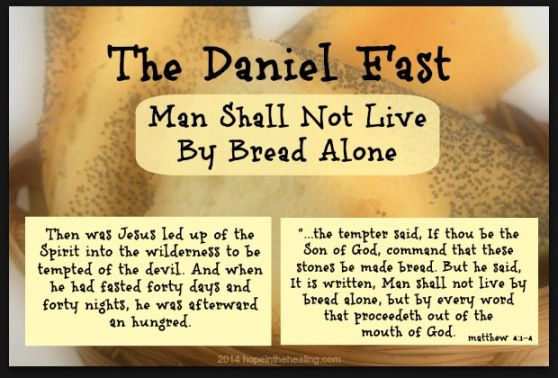 The Daniel Fast
Man Shall Not Live
By Bread Alone
Then was Jesus led up of the
Spirit into the wilderness to be
tempted of the devil. And when
he had fasted forty days and
forty nights, he was afterward
an hungred.
"...the tempter said, If thou be the
Son of God, command that these
stones be made bread. But he said,
It is written, Man shall not live by
bread alone, but by every word
that proceedeth out of the
mouth of God.
matthew 4:1-4
2014 hopeinthehealing.com